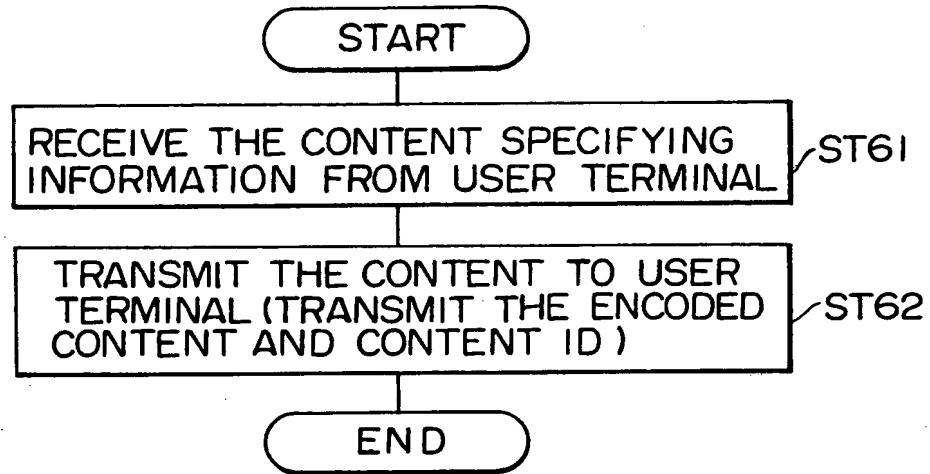 START
RECEIVE THE CONTENT SPECIFYING
INFORMATION FROM USER TERMINAL
ST61
TRANSMIT THE CONTENT TO USER
TERMINAL (TRANSMIT THE ENCODED
CONTENT AND CONTENT ID)
ST62
END